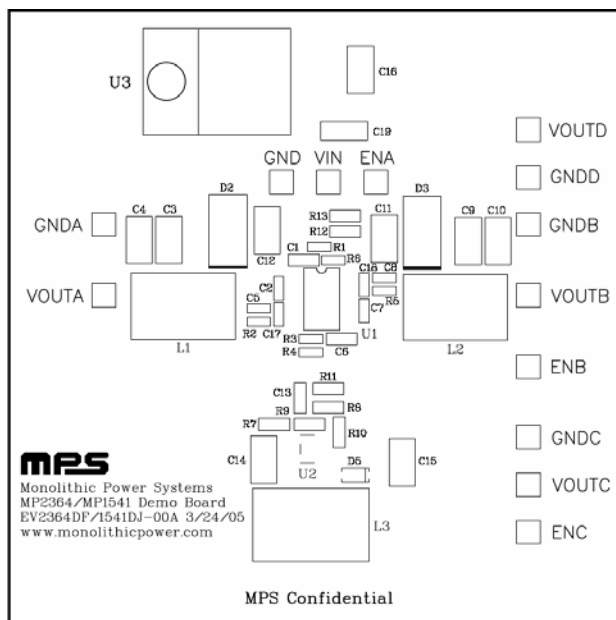 U3
C16
C19
GND VIN ENA
VOUTD
GNDD
GNDB
GNDA
C4 C3
D2
C12
R13
R12
R1
C1
R6
C11
D3
C9 C10
VOUTA
L1
C2
C5
R2
C17
C18
C8
R5
C7
U1
R3
R4
C6
L2
VOUTB
ENB
R11
C13
R8
R7
R9
R10
C14
U2
D5
C15
GNDC
VOUTC
ENC
L3
mPS
Monolithic Power Systems
MP2364/MP1541 Demo Board
EV2364DF/1541DJ-00A 3/24/05
www.monolithicpower.com
MPS Confidential